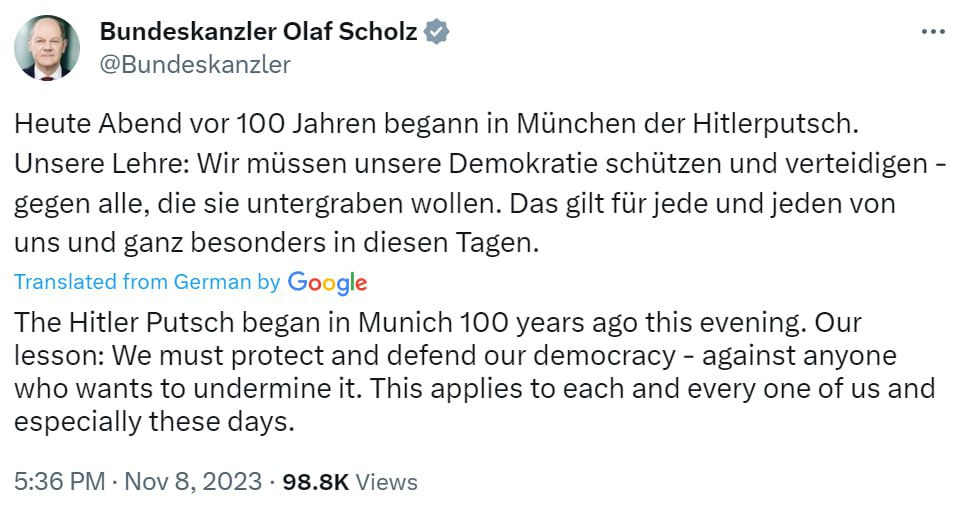 Bundeskanzler Olaf Scholz
@Bundeskanzler
Heute Abend vor 100 Jahren begann in München der Hitlerputsch.
Unsere Lehre: Wir müssen unsere Demokratie schützen und verteidigen -
gegen alle, die sie untergraben wollen. Das gilt für jede und jeden von
uns und ganz besonders in diesen Tagen.
Translated from German by Google
The Hitler Putsch began in Munich 100 years ago this evening. Our
lesson: We must protect and defend our democracy - against anyone
who wants to undermine it. This applies to each and every one of us and
especially these days.
5:36 PM · Nov 8, 2023 · 98.8K Views